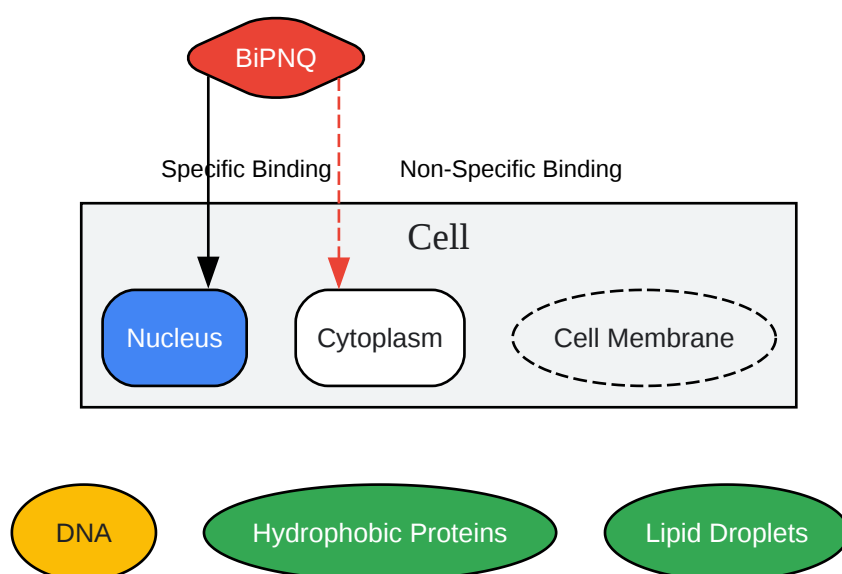 BiPNQ
Specific Binding
Non-Specific Binding
Cell
Nucleus
Cytoplasm
Cell Membrane
DNA
Hydrophobic Proteins
Lipid Droplets